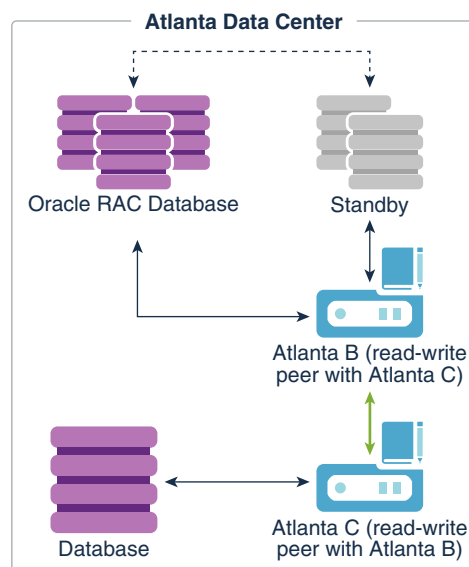 Atlanta Data Center
Oracle RAC Database
Standby
Atlanta B (read-write
peer with Atlanta C)
Database
Atlanta C (read-write
peer with Atlanta B)